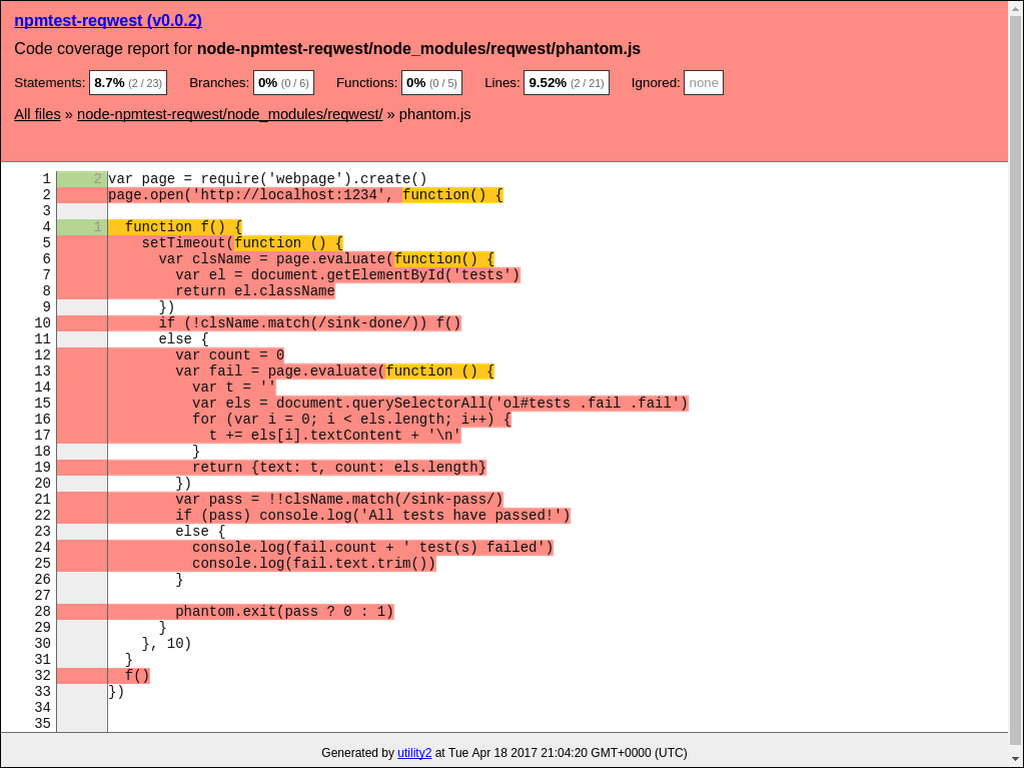 npmtest-reqwest (v0.0.2)
Code coverage report for node-npmtest-reqwest/node_modules/reqwest/phantom.js
Statements: 8.7% (2 / 23) Branches: 0% (0 / 6) Functions: 0% (0 / 5) Lines: 9.52% (2 / 21) Ignored: none
All files » node-npmtest-reqwest/node_modules/reqwest/ » phantom.js
1 2 var page = require('webpage').create()
2 page.open('http://localhost:1234', function() {
3
4 1 function f() {
5 setTimeout(function () {
6 var clsName = page.evaluate(function() {
7 var el = document.getElementById('tests')
8 return el.className
9 })
10 if (!clsName.match(/sink-done/)) f()
11 else {
12 var count = 0
13 var fail = page.evaluate(function () {
14 var t = ''
15 var els = document.querySelectorAll('ol#tests .fail .fail')
16 for (var i = 0; i < els.length; i++) {
17 t += els[i].textContent + '\n'
18 }
19 return {text: t, count: els.length}
20 })
21 var pass = !!clsName.match(/sink-pass/)
22 if (pass) console.log('All tests have passed!')
23 else {
24 console.log(fail.count + ' test(s) failed')
25 console.log(fail.text.trim())
26 }
27
28 phantom.exit(pass ? 0 : 1)
29 }
30 }, 10)
31 }
32 f()
33 })
34
35
Generated by utility2 at Tue Apr 18 2017 21:04:20 GMT+0000 (UTC)